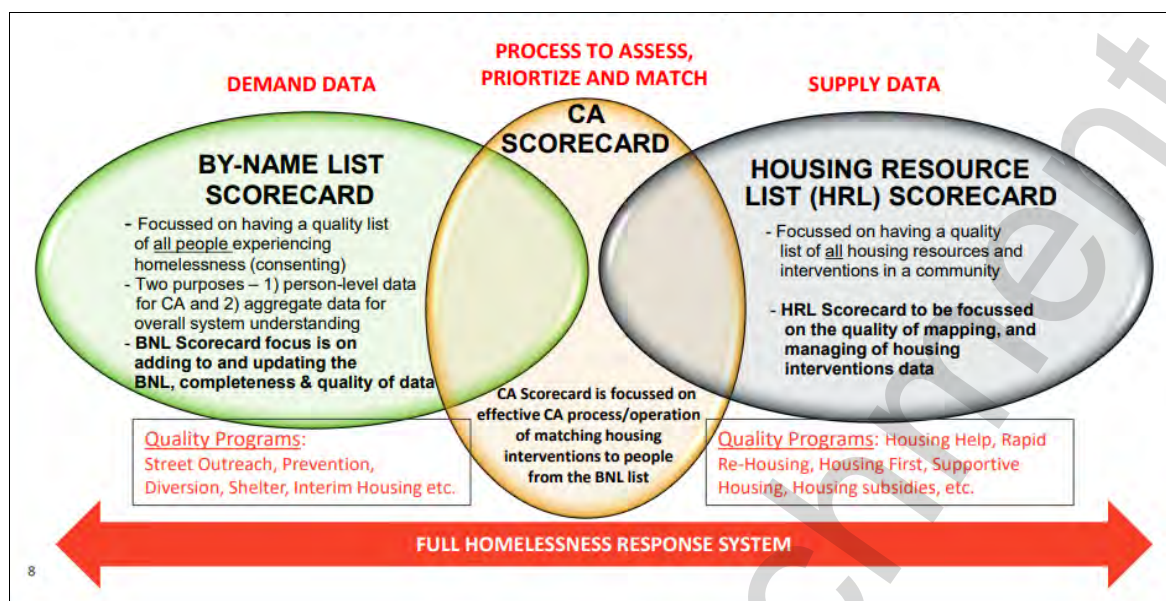 PROCESS TO ASSESS,
PRIORTIZE AND MATCH
DEMAND DATA
SUPPLY DATA
CA
SCORECARD
BY-NAME LIST
SCORECARD
- Focussed on having a quality list
of all people experiencing
homelessness (consenting)
- Two purposes – 1) person-level data
for CA and 2) aggregate data for
overall system understanding
- BNL Scorecard focus is on
adding to and updating the
BNL, completeness & quality of data
HOUSING RESOURCE
LIST (HRL) SCORECARD
- Focussed on having a quality
list of all housing resources and
interventions in a community
- HRL Scorecard to be focussed
on the quality of mapping, and
managing of housing
interventions data
CA Scorecard is focussed on
effective CA process/operation
of matching housing
interventions to people
from the BNL list
Quality Programs:
Street Outreach, Prevention,
Diversion, Shelter, Interim Housing etc.
Quality Programs: Housing Help, Rapid
Re-Housing, Housing First, Supportive
Housing, Housing subsidies, etc.
FULL HOMELESSNESS RESPONSE SYSTEM
8